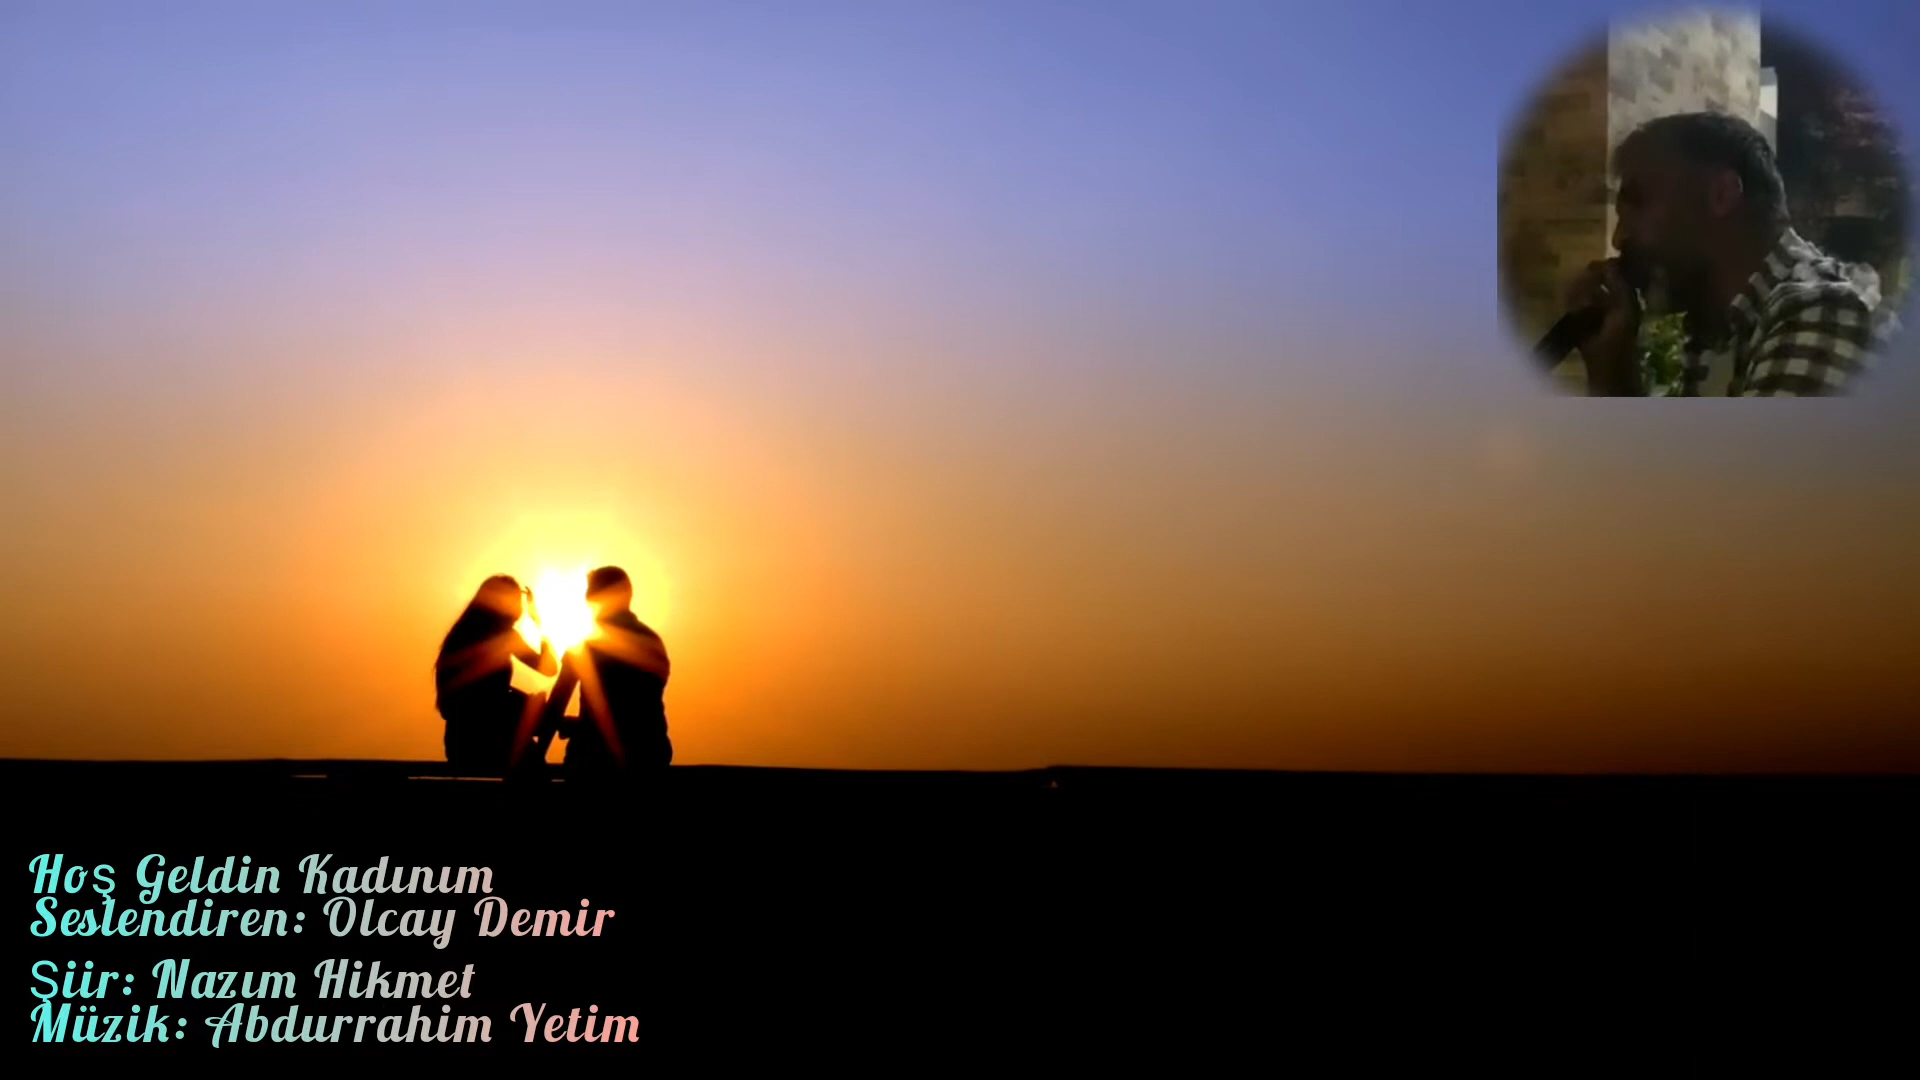 Hoş Geldin Kadınım
Seslendiren: Olcay Demir
Şiir: Nazım Hikmet
Müzik: Abdurrahim Yetim